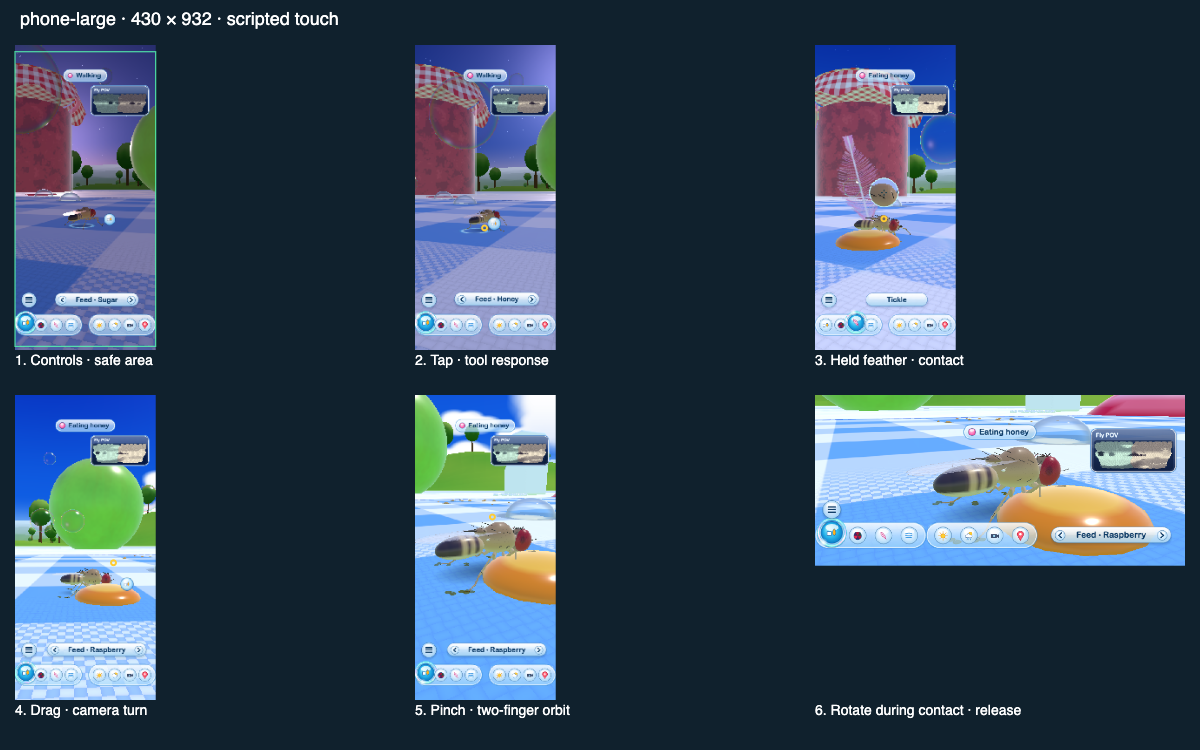 phone-large · 430 × 932 · scripted touch
Walking
Fly POV
Feed · Sugar
1. Controls · safe area
Walking
Fly POV
Feed · Honey
2. Tap · tool response
Eating honey
Fly POV
Tickle
3. Held feather · contact
Eating honey
Fly POV
Feed · Raspberry
4. Drag · camera turn
Eating honey
Fly POV
Feed · Raspberry
5. Pinch · two-finger orbit
Eating honey
Fly POV
Feed · Raspberry
6. Rotate during contact · release